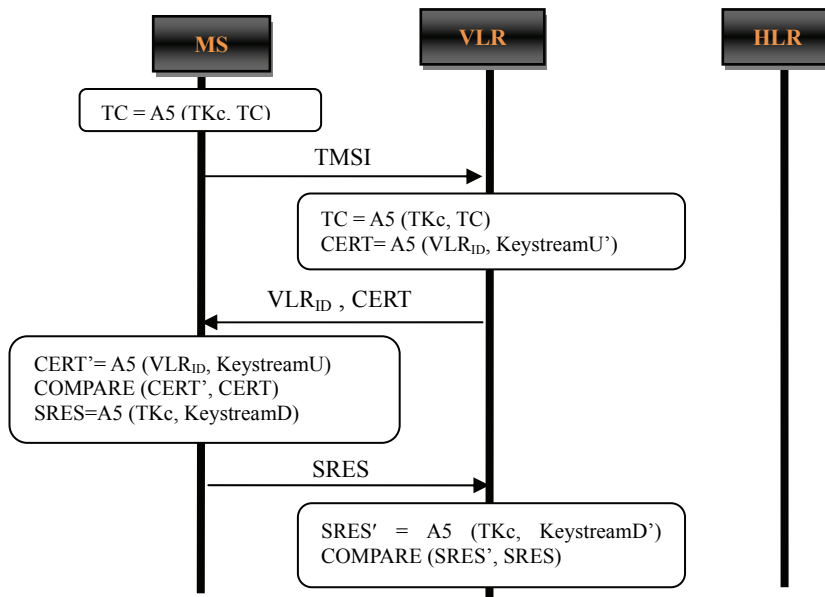 MS
VLR
HLR
TC = A5 (TKc, TC)
TMSI
TC = A5 (TKc, TC)
CERT= A5 (VLRID, KeystreamU’)
VLRID , CERT
CERT’= A5 (VLRID, KeystreamU)
COMPARE (CERT’, CERT)
SRES=A5 (TKc, KeystreamD)
SRES
SRES′ = A5 (TKc, KeystreamD’)
COMPARE (SRES’, SRES)